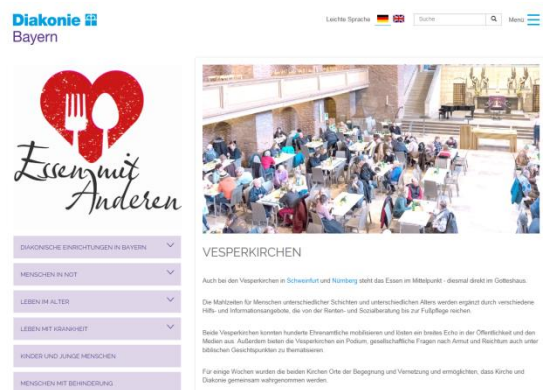 Diakonie
Bayern
Leichte Sprache
Suche
Menü
Essen mit
Anderen
DIAKONISCHE EINRICHTUNGEN IN BAYERN
MENSCHEN IN NOT
LEBEN IM ALTER
LEBEN MIT KRANKHEIT
KINDER UND JUNGE MENSCHEN
MENSCHEN MIT BEHINDERUNG
VESPERKIRCHEN
Auch bei den Vesperkirchen in Schweinfurt und Nürnberg steht das Essen im Mittelpunkt - diesmal direkt im Gotteshaus.
Die Mahlzeiten für Menschen unterschiedlicher Schichten und unterschiedlichen Alters werden ergänzt durch verschiedene
Hilfs- und Informationsangebote, die von der Renten- und Sozialberatung bis zur Fußpflege reichen.
Beide Vesperkirchen konnten hunderte Ehrenamtliche mobilisieren und lösten ein breites Echo in der Öffentlichkeit und den
Medien aus. Außerdem bieten die Vesperkirchen ein Podium, gesellschaftliche Fragen nach Armut und Reichtum auch unter
biblischen Gesichtspunkten zu thematisieren.
Für einige Wochen wurden die beiden Kirchen Orte der Begegnung und Vernetzung und ermöglichten, dass Kirche und
Diakonie gemeinsam wahrgenommen werden.